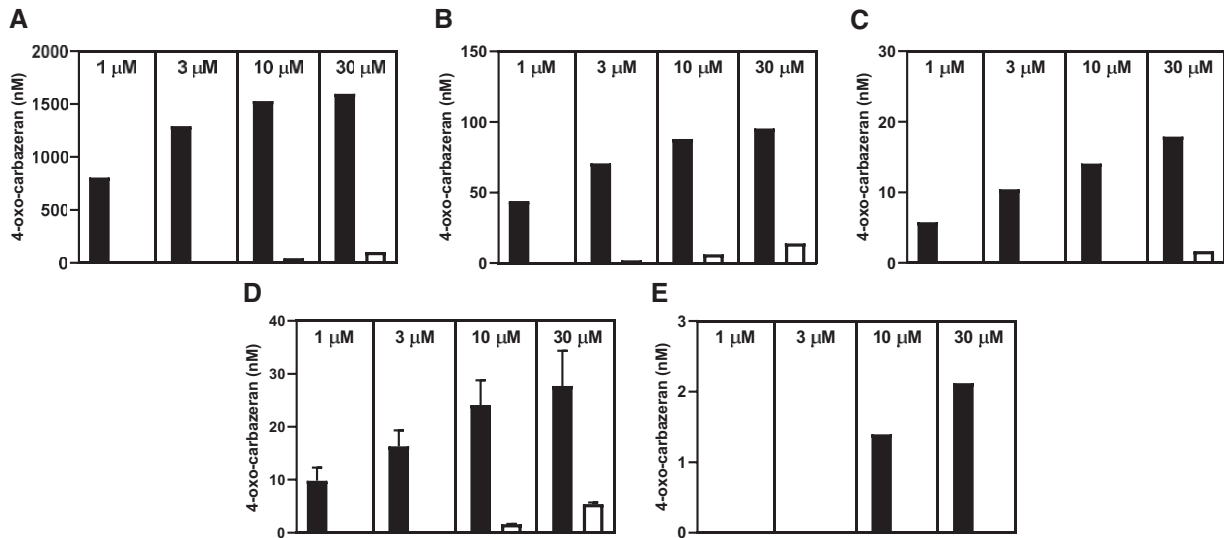 A
4-oxo-carbazeran (nM)
2000
1500
1000
500
0
1 μM
3 μM
10 μM
30 μM
B
4-oxo-carbazeran (nM)
150
100
50
0
1 μM
3 μM
10 μM
30 μM
C
4-oxo-carbazeran (nM)
30
20
10
0
1 μM
3 μM
10 μM
30 μM
D
4-oxo-carbazeran (nM)
40
30
20
10
0
1 μM
3 μM
10 μM
30 μM
E
4-oxo-carbazeran (nM)
3
2
1
0
1 μM
3 μM
10 μM
30 μM